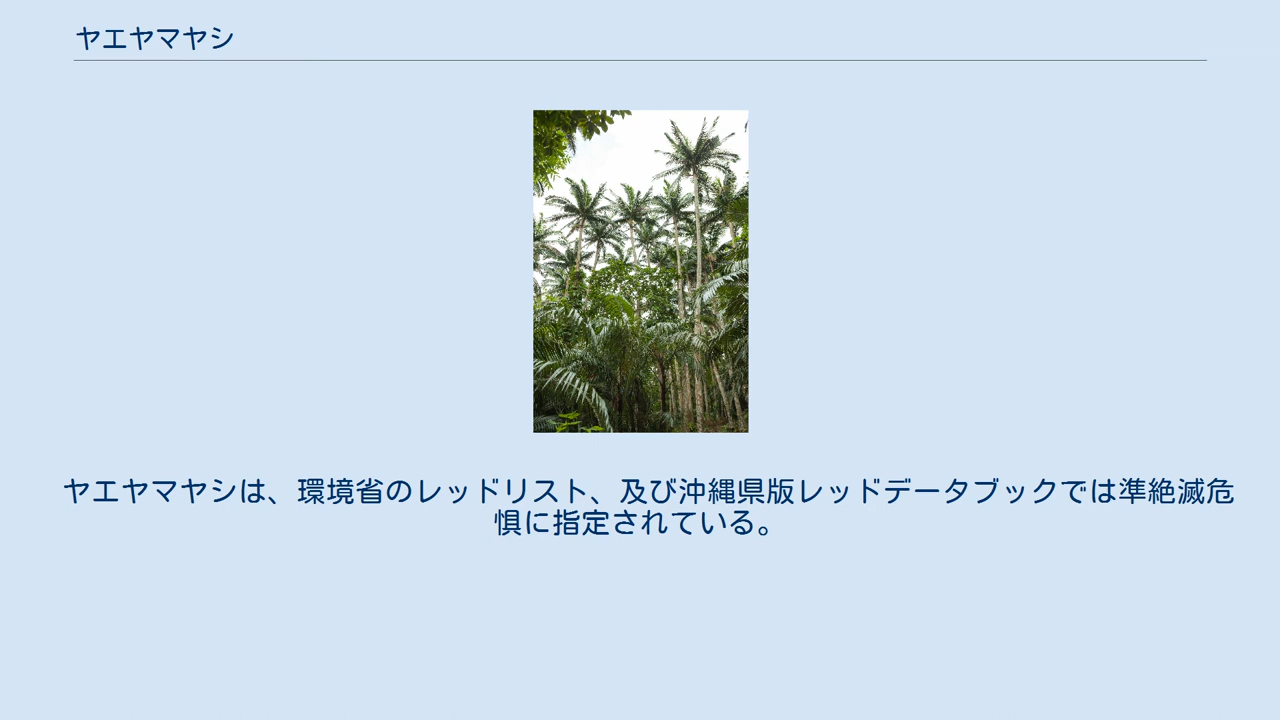 ヤエヤマヤシ
ヤエヤマヤシは、環境省のレッドリスト、及び沖縄県版レッドデータブックでは準絶滅危
惧に指定されている。